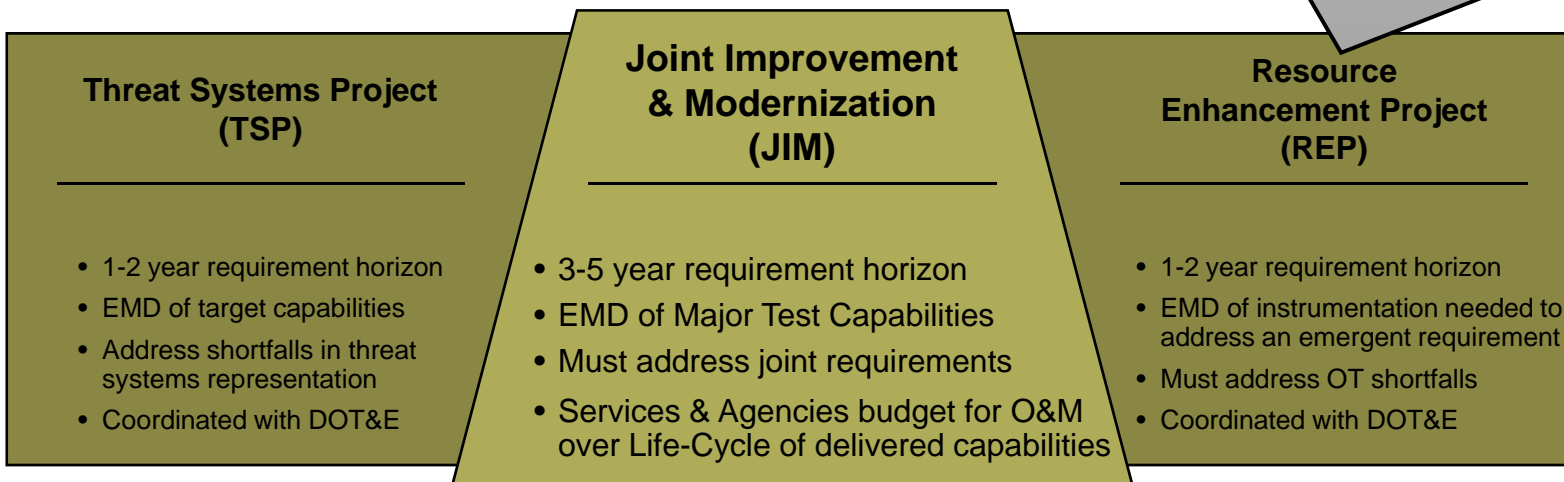 Threat Systems Project
(TSP)
• 1-2 year requirement horizon
• EMD of target capabilities
• Address shortfalls in threat
systems representation
• Coordinated with DOT&E
Joint Improvement
& Modernization
(JIM)
• 3-5 year requirement horizon
• EMD of Major Test Capabilities
• Must address joint requirements
• Services & Agencies budget for O&M
over Life-Cycle of delivered capabilities
Resource
Enhancement Project
(REP)
• 1-2 year requirement horizon
• EMD of instrumentation needed to
address an emergent requirement
• Must address OT shortfalls
• Coordinated with DOT&E